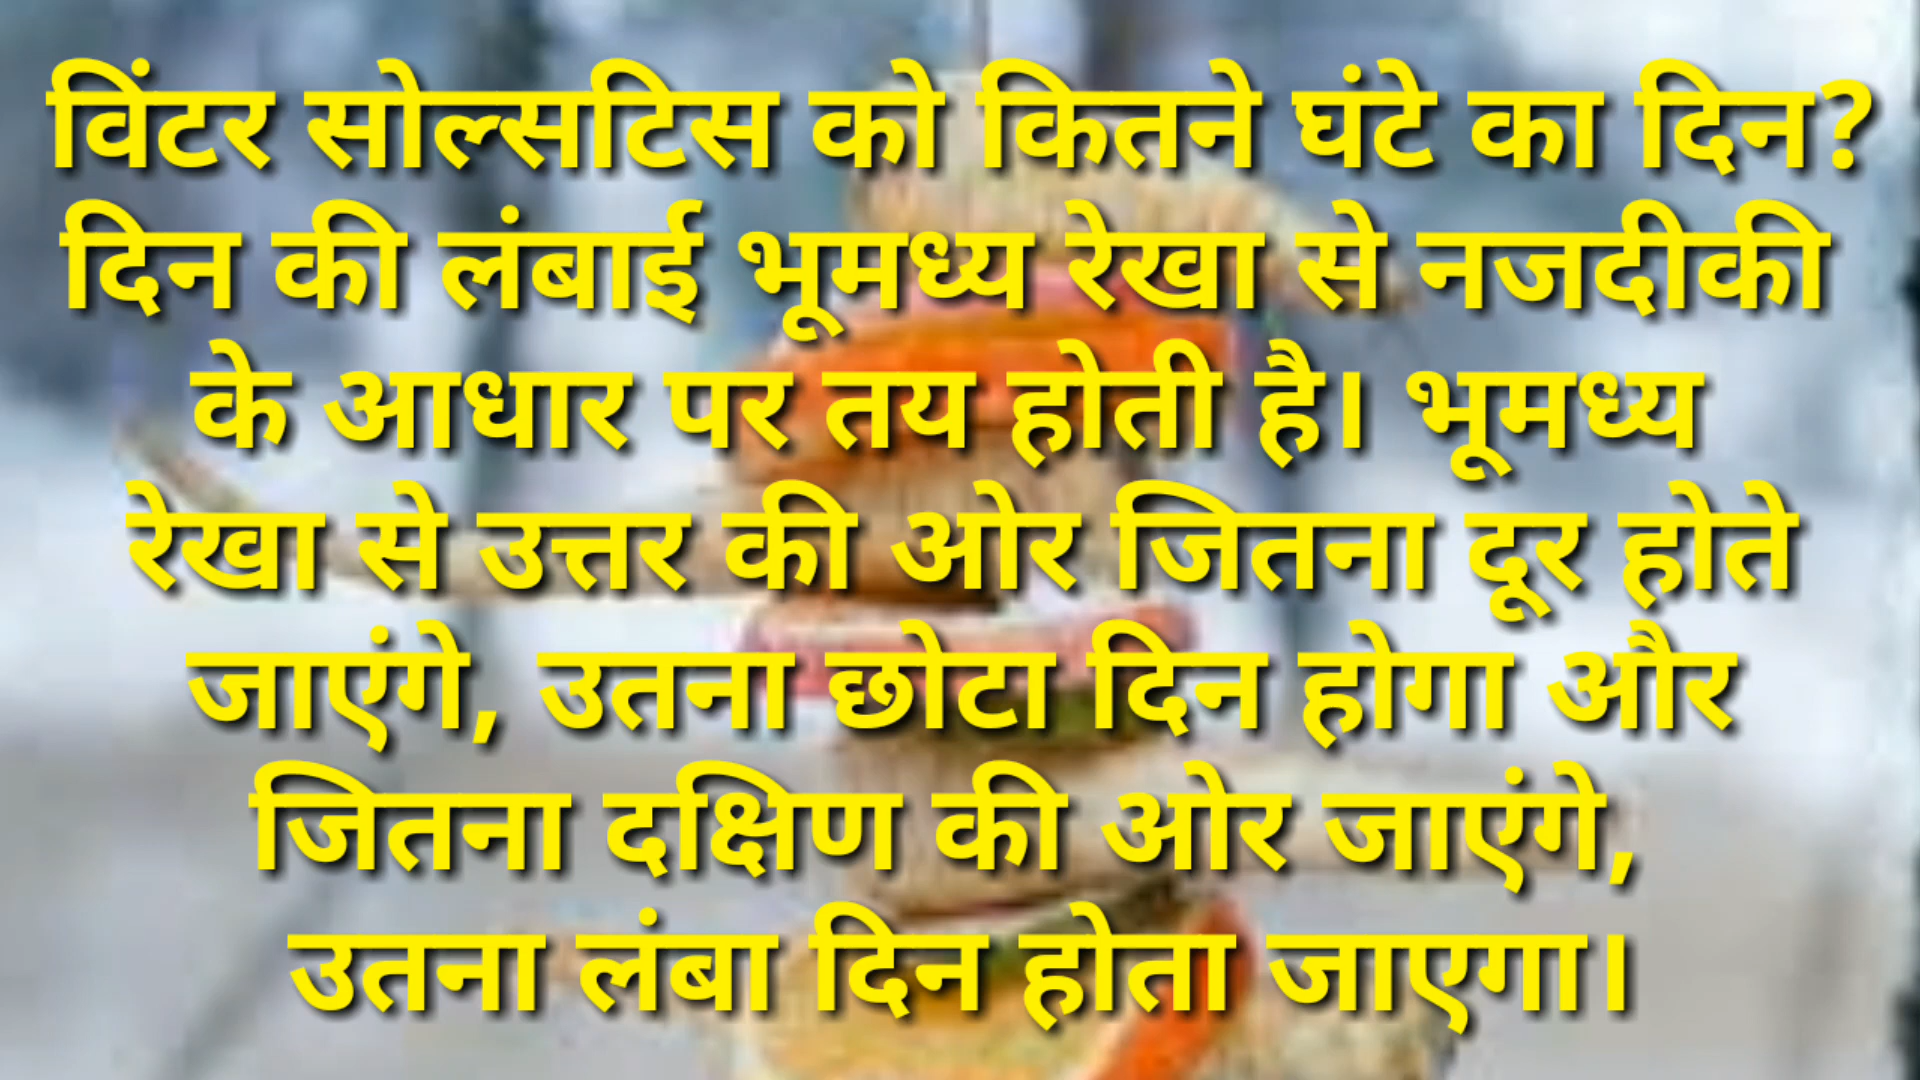 विंटर सोल्सटिस को कितने घंटे का दिन?
दिन की लंबाई भूमध्य रेखा से नजदीकी
के आधार पर तय होती है। भूमध्य
रेखा से उत्तर की ओर जितना दूर होते
जाएंगे, उतना छोटा दिन होगा और
जितना दक्षिण की ओर जाएंगे,
उतना लंबा दिन होता जाएगा।